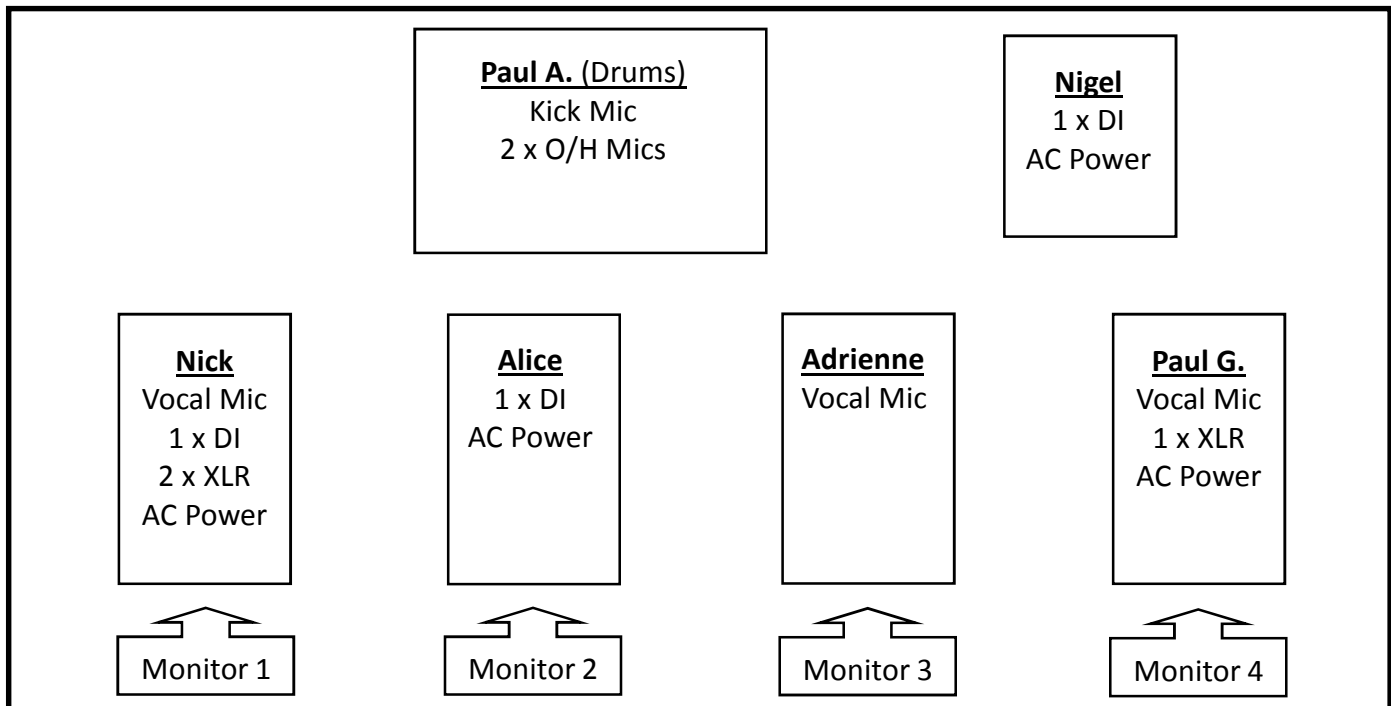 Paul A. (Drums)
Kick Mic
2 x O/H Mics
Nigel
1 x DI
AC Power
Nick
Vocal Mic
1 x DI
2 x XLR
AC Power
Alice
1 x DI
AC Power
Adrienne
Vocal Mic
Paul G.
Vocal Mic
1 x XLR
AC Power
Monitor 1
Monitor 2
Monitor 3
Monitor 4